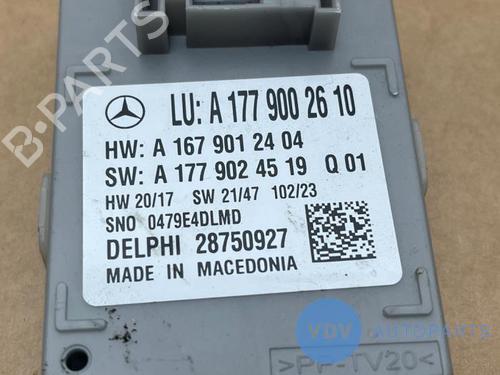 LU: A 177 900 26 10
HW: A 167 901 24 04
SW: A 177 902 45 19 Q 01
HW 20/17 SW 21/47 102/23
SNO 0479E4DLMD
DELPHI 28750927
MADE IN MACEDONIA
VDV AUTOPARTS
>PP-TV20<